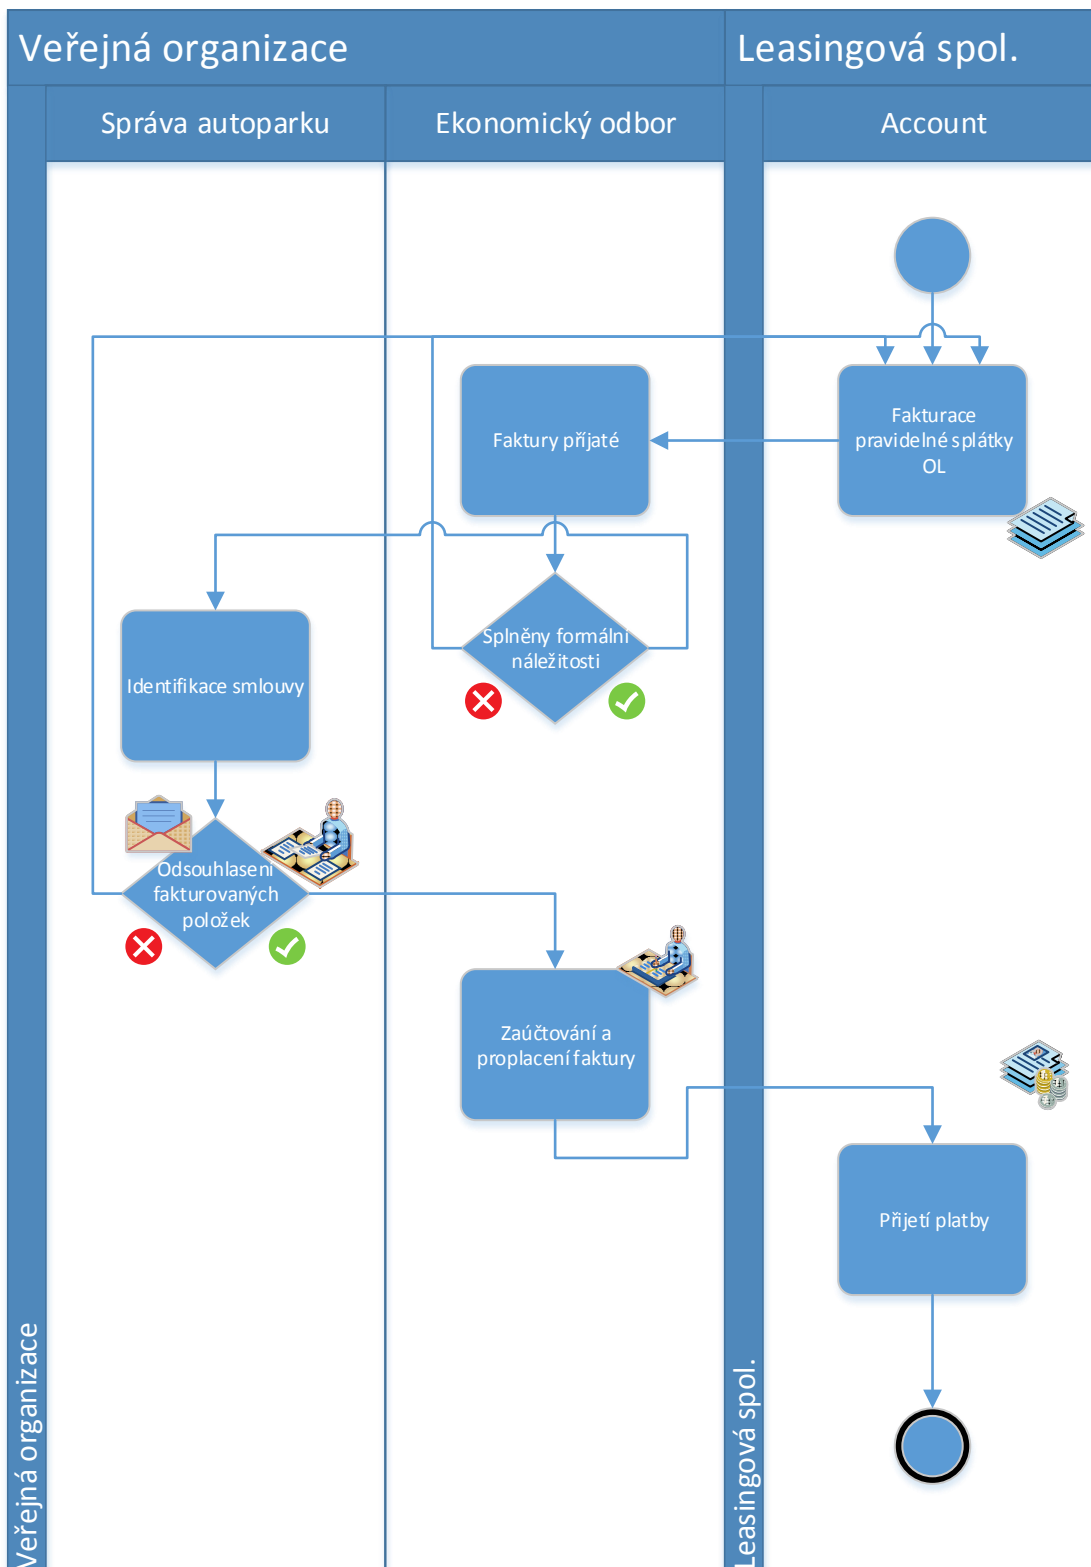 Veřejná organizace
Leasingová spol.
Správa autoparku
Ekonomický odbor
Account
Faktury příjaté
Fakturace
pravidelné splátky
OL
Splněny formální
náležitosti
Identifikace smlouvy
Odsouhlasení
fakturovaných
položek
Zaúčtování a
proplacení faktury
Přijetí platby
Veřejná organizace
Leasingová spol.